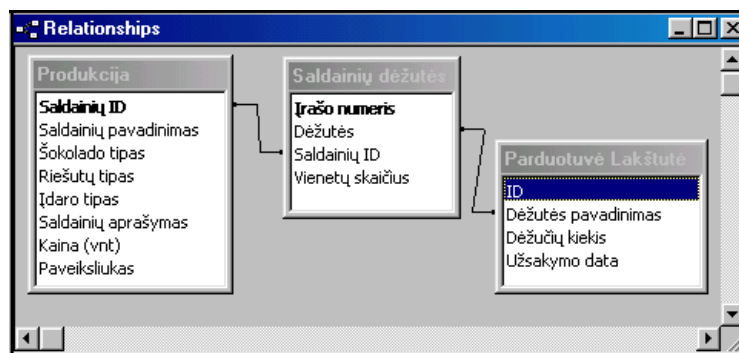 Relationships
Produkcija
Saldainių ID
Saldainių pavadinimas
Šokolado tipas
Riešutų tipas
Įdaro tipas
Saldainių aprašymas
Kaina (vnt)
Paveiksliukas
Saldainių dėžutės
Įrašo numeris
Dėžutės
Saldainių ID
Vienetų skaičius
Parduotuvė Lakštutė
ID
Dėžutės pavadinimas
Dėžučių kiekis
Užsakymo data